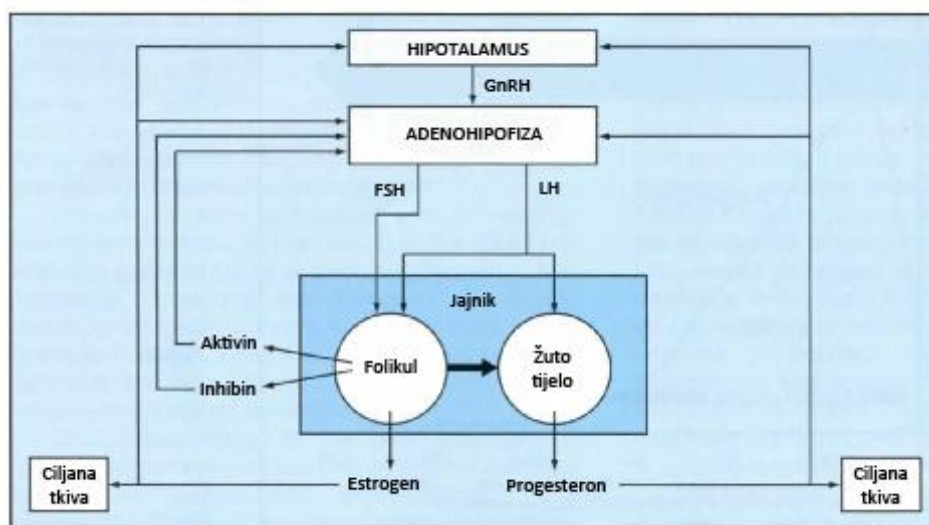 HIPOTALAMUS
GnRH
ADENOHIPOFIZA
FSH
LH
Jajnik
Aktivin
Folikul
Žuto
tijelo
Inhibin
Ciljana
tkiva
Estrogen
Progesteron
Ciljana
tkiva